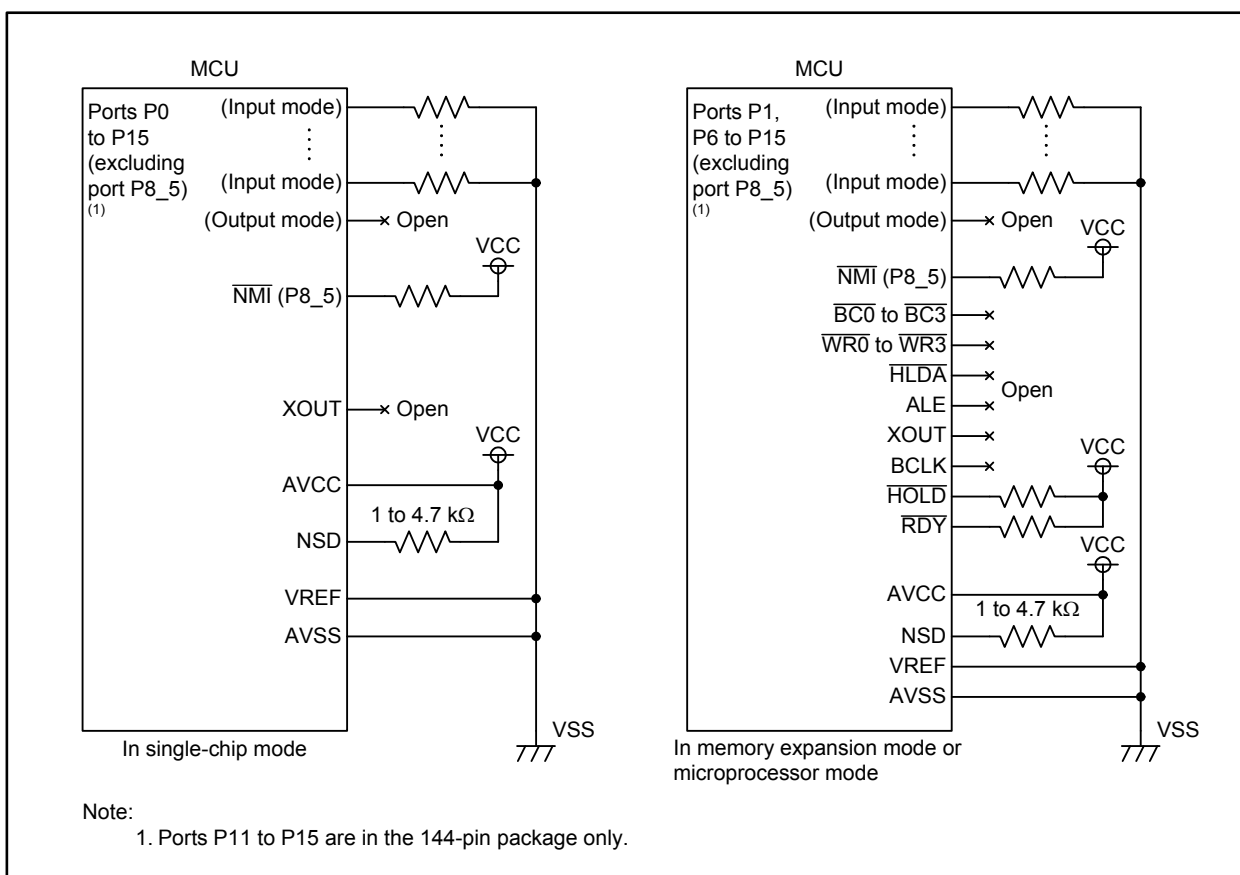 MCU
Ports P0
to P15
(excluding
port P8_5)
(1)
(Input mode)
(Input mode)
(Output mode)
Open
VCC
NMI (P8_5)
XOUT
Open
VCC
AVCC
1 to 4.7 kΩ
NSD
VREF
AVSS
VSS
In single-chip mode
MCU
Ports P1,
P6 to P15
(excluding
port P8_5)
(1)
(Input mode)
(Input mode)
(Output mode)
Open
VCC
NMI (P8_5)
BC0 to BC3
WR0 to WR3
HLDA
Open
ALE
XOUT
BCLK
VCC
HOLD
RDY
VCC
AVCC
1 to 4.7 kΩ
NSD
VREF
AVSS
VSS
In memory expansion mode or
microprocessor mode
Note:
1. Ports P11 to P15 are in the 144-pin package only.